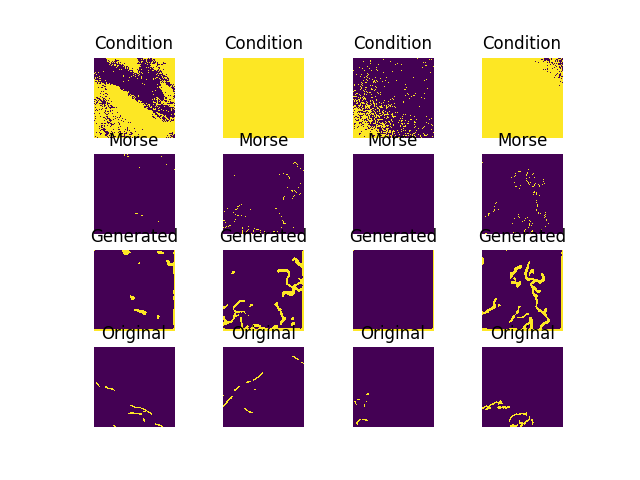 Condition Condition Condition Condition
Morse Morse Morse Morse
Generated Generated Generated Generated
Original Original Original Original